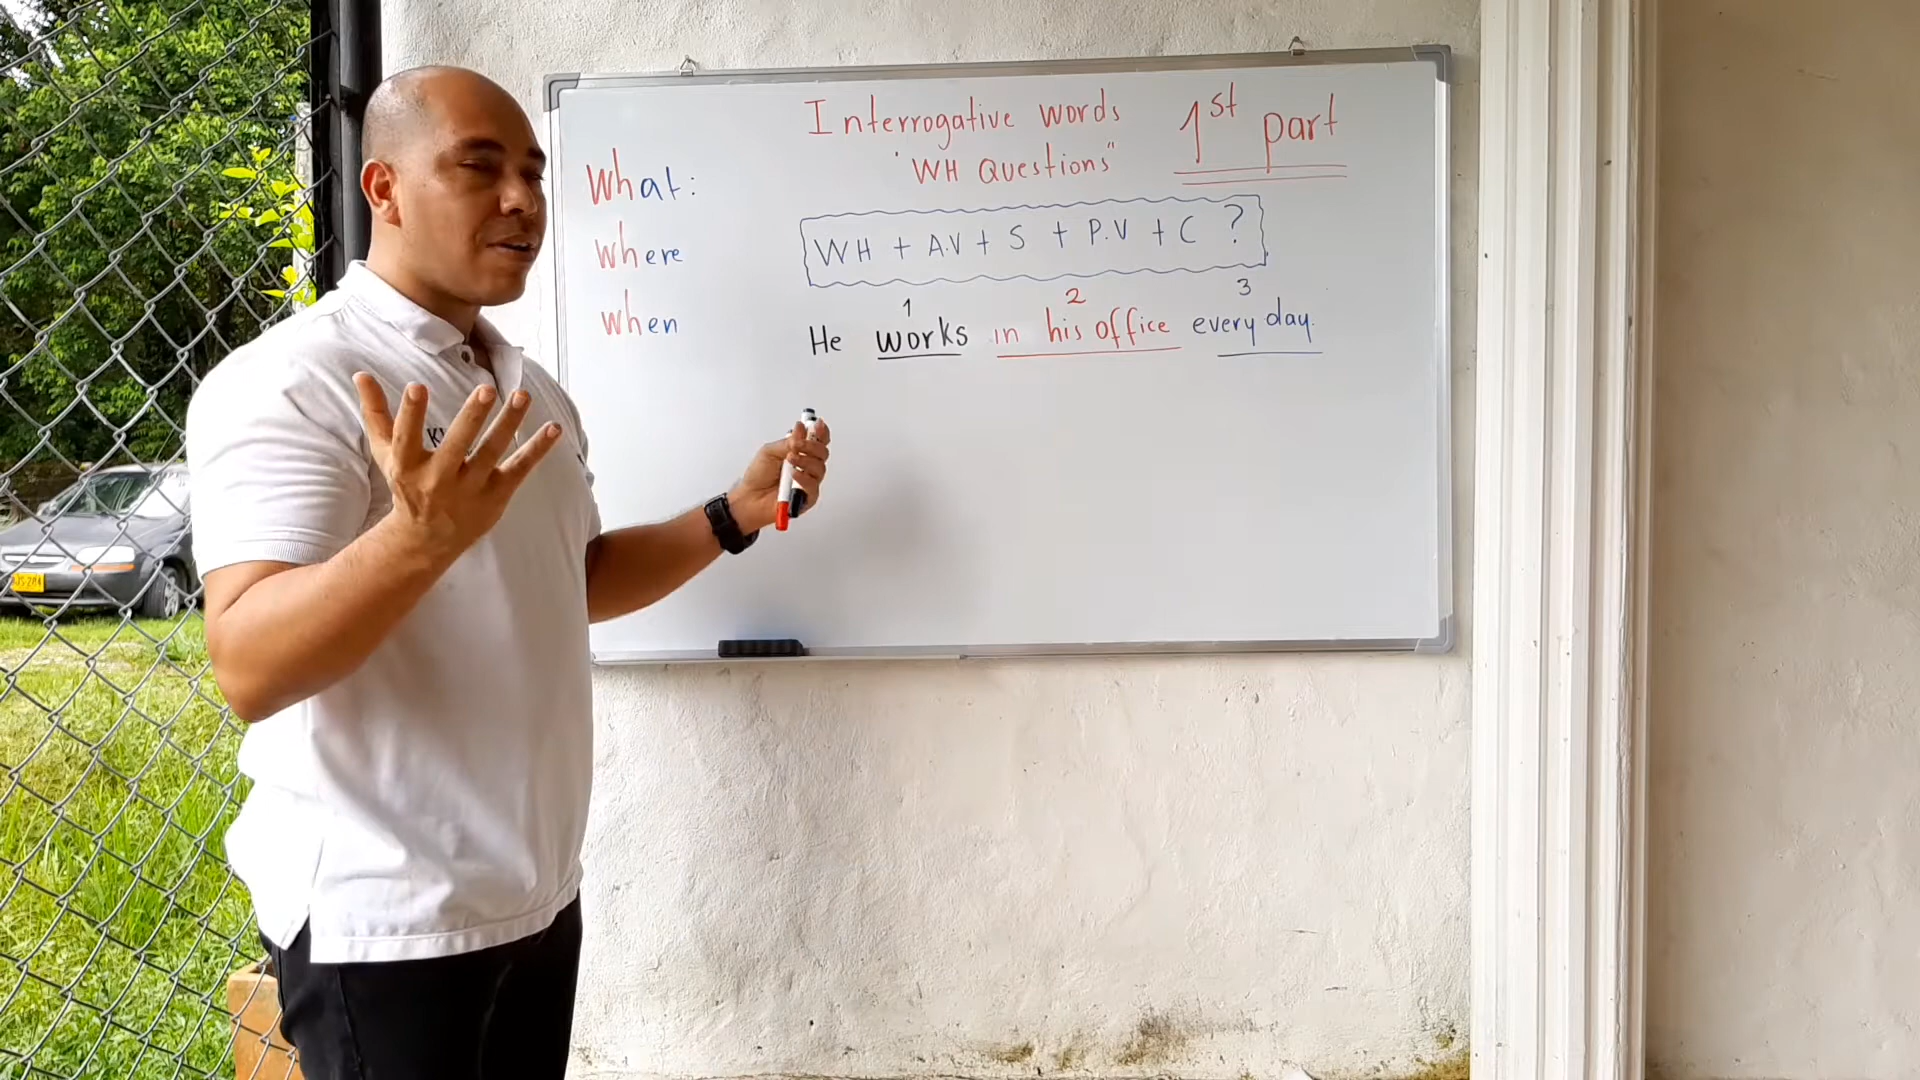 Interrogative words 1st part
"WH Questions"
What:
where
when
WH + A.V + S + P.V + C ?
1 2 3
He works in his office every day.